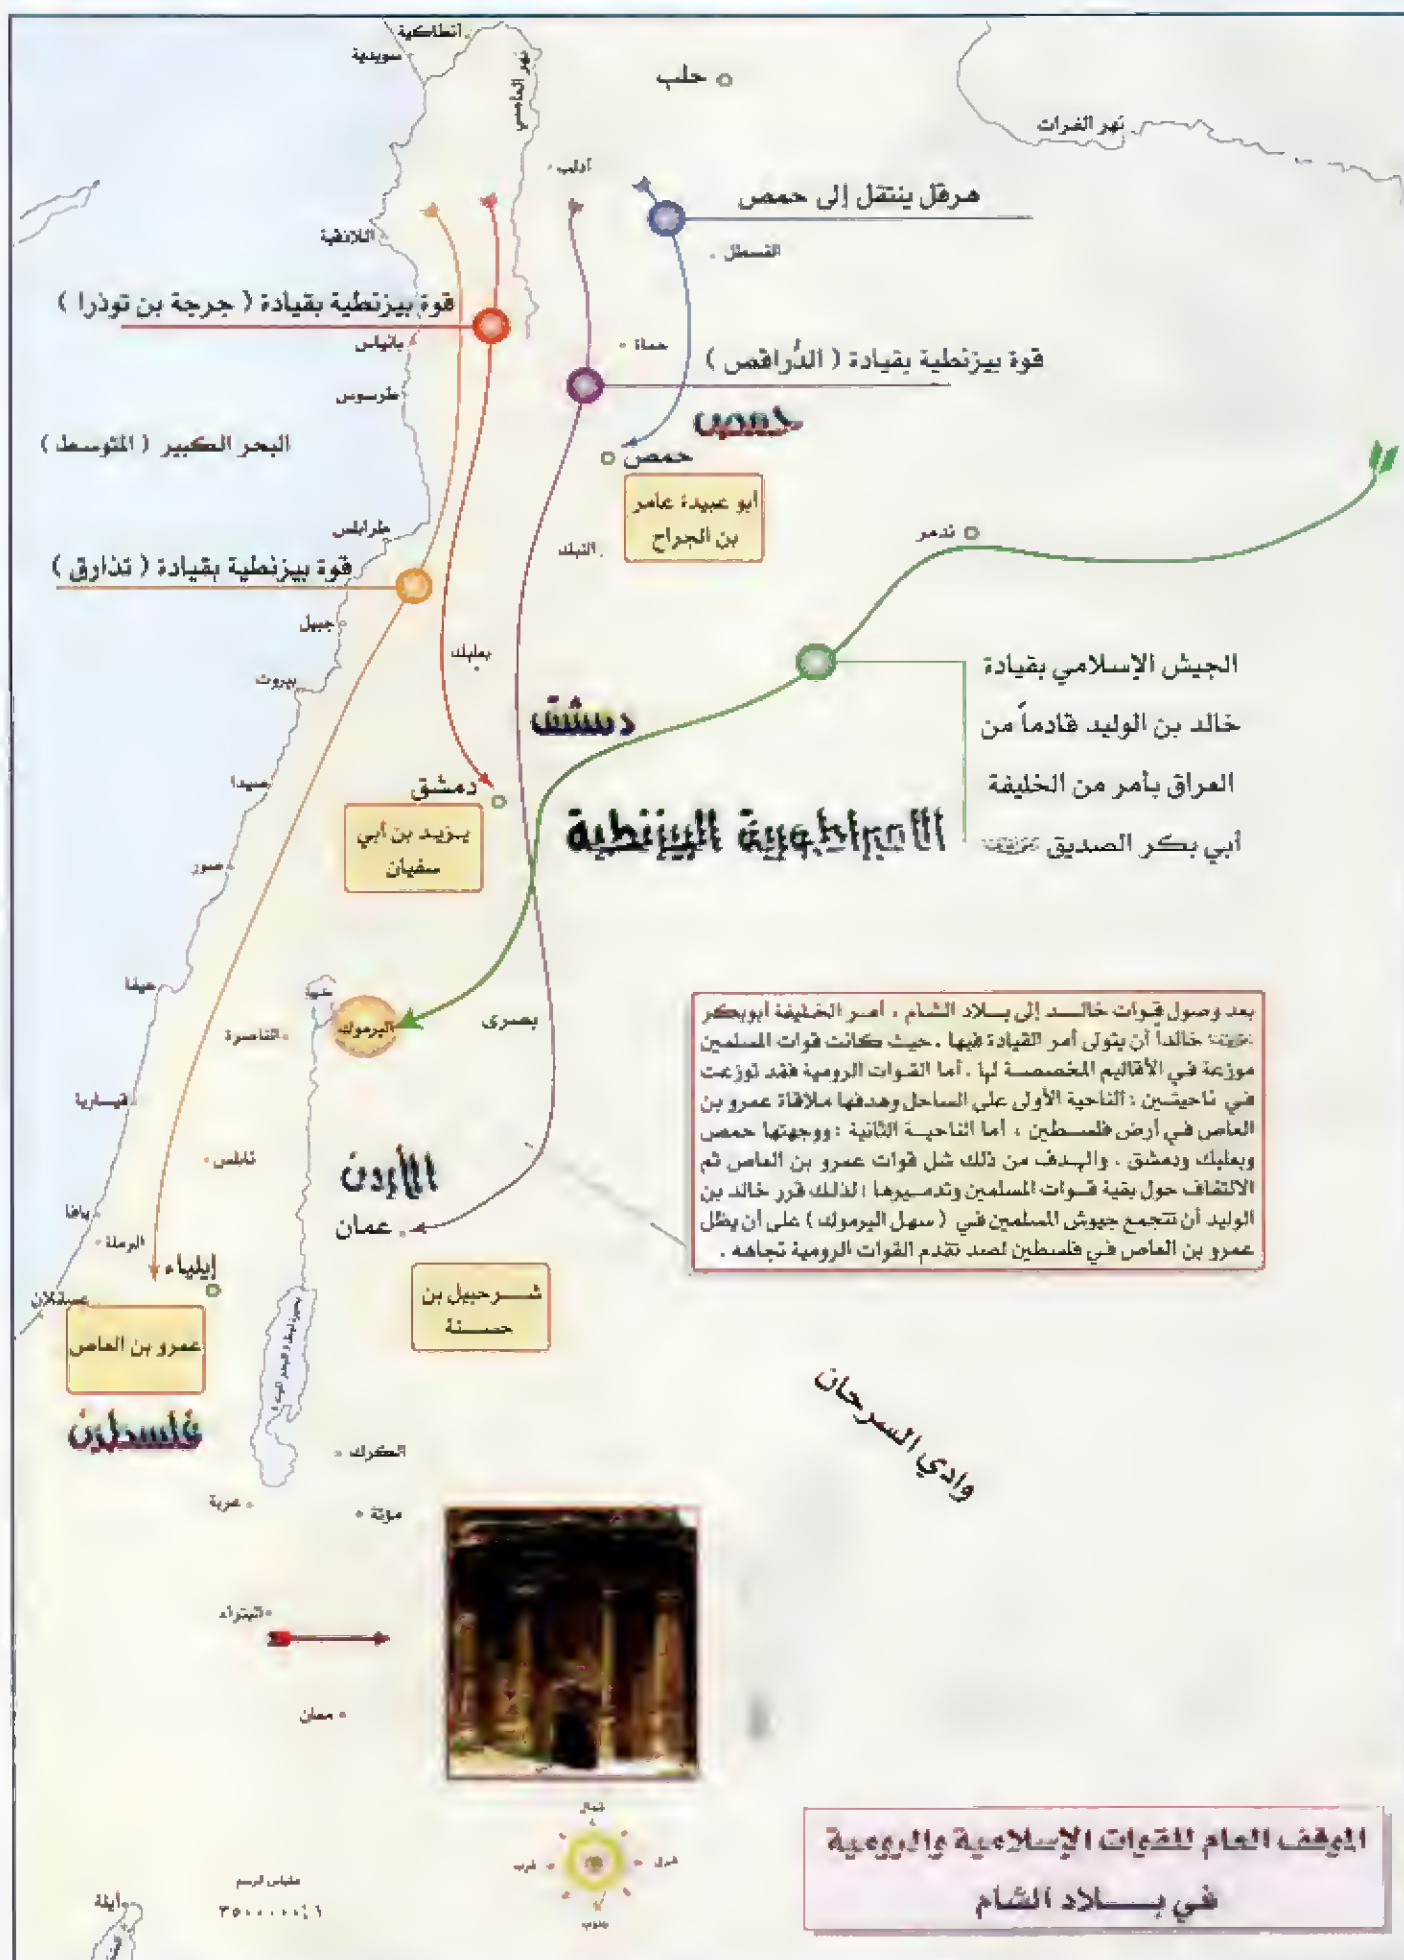 أنطاكية
سويدية
نهر العاصي
حلب
نهر الفرات
أدلب
هرقل ينتقل إلى حمص
اللاذقية
القسطل
قوة بيزنطية بقيادة ( جرجة بن توذرا )
بانياس
حماة
قوة بيزنطية بقيادة ( الدُّراقص )
طرسوس
حمص
البحر الكبير ( المتوسط )
حمص
أبو عبيدة عامر
بن الجراح
طرابلس
النبك
تدمر
قوة بيزنطية بقيادة ( تذارق )
جبيل
بعلبك
بيروت
الجيش الإسلامي بقيادة
خالد بن الوليد قادماً من
العراق بأمر من الخليفة
أبي بكر الصديق
دمشق
صيدا
دمشق
يزيد بن أبي
سفيان
الامبراطورية البيزنطية
صور
حيفا
اليرموك
بصرى
الناصرة
بعد وصول قوات خالد إلى بلاد الشام ، أمر الخليفة أبوبكر
خالداً أن يتولى أمر القيادة فيها ، حيث كانت قوات المسلمين
موزعة في الأقاليم المخصصة لها . أما القوات الرومية فقد توزعت
في ناحيتين : الناحية الأولى على الساحل وهدفها ملاقاة عمرو بن
العاص في أرض فلسطين ، أما الناحية الثانية : ووجهتها حمص
وبعلبك ودمشق . والهدف من ذلك شل قوات عمرو بن العاص ثم
الالتفاف حول بقية قوات المسلمين وتدميرها ؛ لذلك قرر خالد بن
الوليد أن تتجمع جيوش المسلمين في ( سهل اليرموك ) على أن يظل
عمرو بن العاص في فلسطين لصد تقدم القوات الرومية تجاهه .
قيسارية
نابلس
الأردن
يافا
عمان
الرملة
إيلياء
عسقلان
شرحبيل بن
حسنة
عمرو بن العاص
فلسطين
وادي السرحان
الكرك
عربة
مؤتة
البتراء
معان
شمال
شرق
غرب
جنوب
مقياس الرسم
أيلة
الموقف العام للقوات الإسلامية والرومية
في بلاد الشام